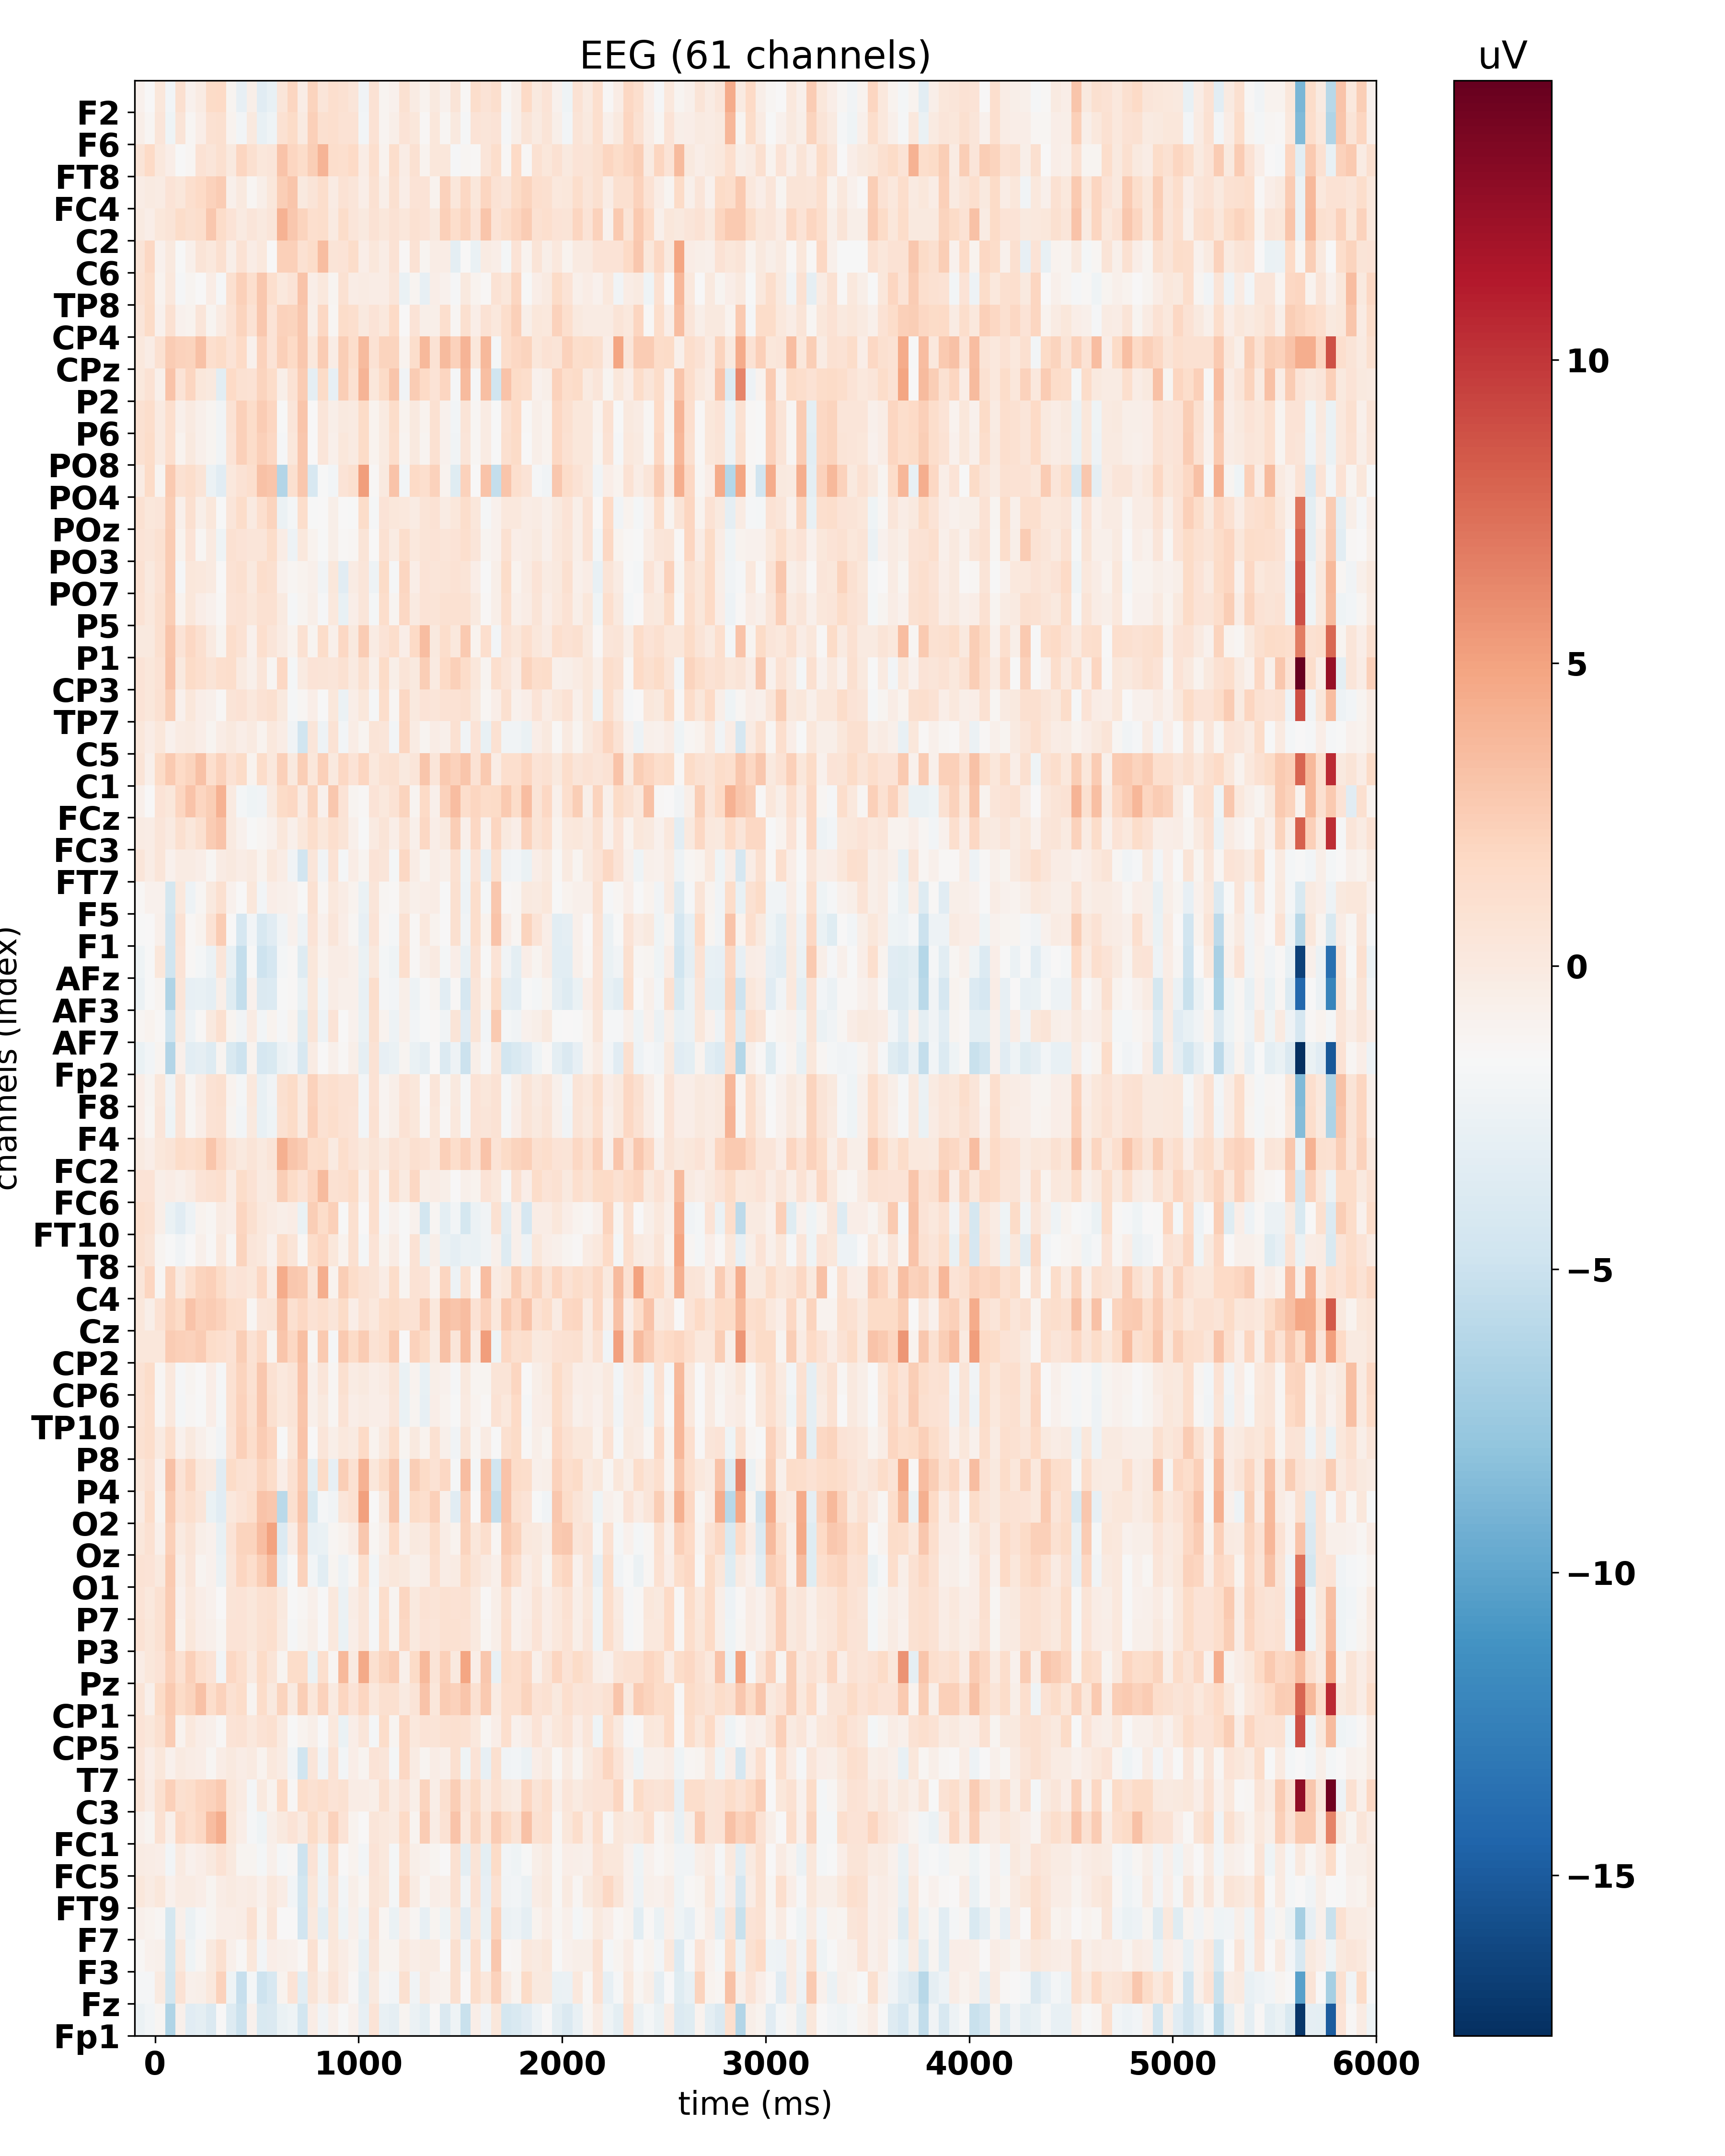 EEG (61 channels)
uV
F2
F6
FT8
FC4
C2
C6
TP8
CP4
CPz
P2
P6
PO8
PO4
POz
PO3
PO7
P5
P1
CP3
TP7
C5
C1
FCz
FC3
FT7
F5
F1
AFz
AF3
AF7
Fp2
F8
F4
FC2
FC6
FT10
T8
C4
Cz
CP2
CP6
TP10
P8
P4
O2
Oz
O1
P7
P3
Pz
CP1
CP5
T7
C3
FC1
FC5
FT9
F7
F3
Fz
Fp1
channels (index)
0
1000
2000
3000
4000
5000
6000
time (ms)
10
5
0
−5
−10
−15